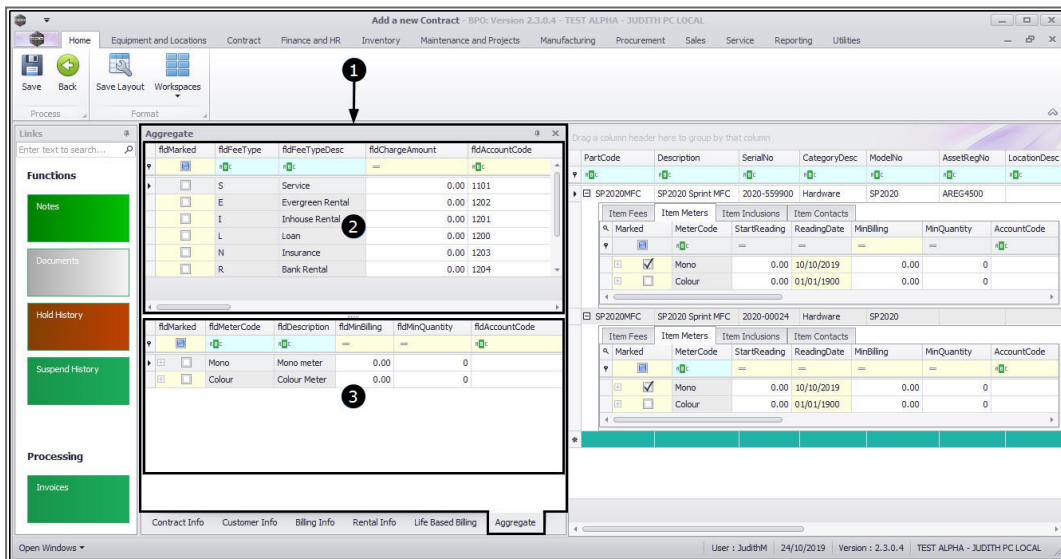 Add a new Contract - BPO: Version 2.3.0.4 - TEST ALPHA - JUDITH PC LOCAL
Home Equipment and Locations Contract Finance and HR Inventory Maintenance and Projects Manufacturing Procurement Sales Service Reporting Utilities
Save Back Save Layout Workspaces
Process Format
1
Links
Enter text to search...
Functions
Notes
Documents
Hold History
Suspend History
Processing
Invoices
Aggregate
fldMarked fldFeeType fldFeeTypeDesc fldChargeAmount fldAccountCode
S Service 0.00 1101
E Evergreen Rental 0.00 1202
I Inhouse Rental 0.00 1201
L Loan 0.00 1200
N Insurance 0.00 1203
R Bank Rental 0.00 1204
2
fldMarked fldMeterCode fldDescription fldMinBilling fldMinQuantity fldAccountCode
Mono Mono meter 0.00 0
Colour Colour Meter 0.00 0
3
Contract Info Customer Info Billing Info Rental Info Life Based Billing Aggregate
Drag a column header here to group by that column
PartCode Description SerialNo CategoryDesc ModelNo AssetRegNo LocationDesc
SP2020MFC SP2020 Sprint MFC 2020-559900 Hardware SP2020 AREG4500
Item Fees Item Meters Item Inclusions Item Contacts
Marked MeterCode StartReading ReadingDate MinBilling MinQuantity AccountCode
Mono 0.00 10/10/2019 0.00 0
Colour 0.00 01/01/1900 0.00 0
SP2020MFC SP2020 Sprint MFC 2020-00024 Hardware SP2020
Item Fees Item Meters Item Inclusions Item Contacts
Marked MeterCode StartReading ReadingDate MinBilling MinQuantity AccountCode
Mono 0.00 10/10/2019 0.00 0
Colour 0.00 01/01/1900 0.00 0
Open Windows User : JudithM 24/10/2019 Version : 2.3.0.4 TEST ALPHA - JUDITH PC LOCAL